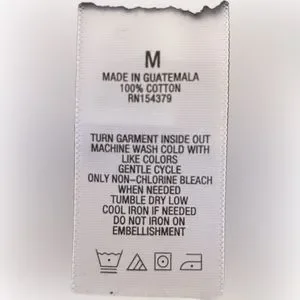 M
MADE IN GUATEMALA
100% COTTON
RN154379
TURN GARMENT INSIDE OUT
MACHINE WASH COLD WITH
LIKE COLORS
GENTLE CYCLE
ONLY NON-CHLORINE BLEACH
WHEN NEEDED
TUMBLE DRY LOW
COOL IRON IF NEEDED
DO NOT IRON ON
EMBELLISHMENT